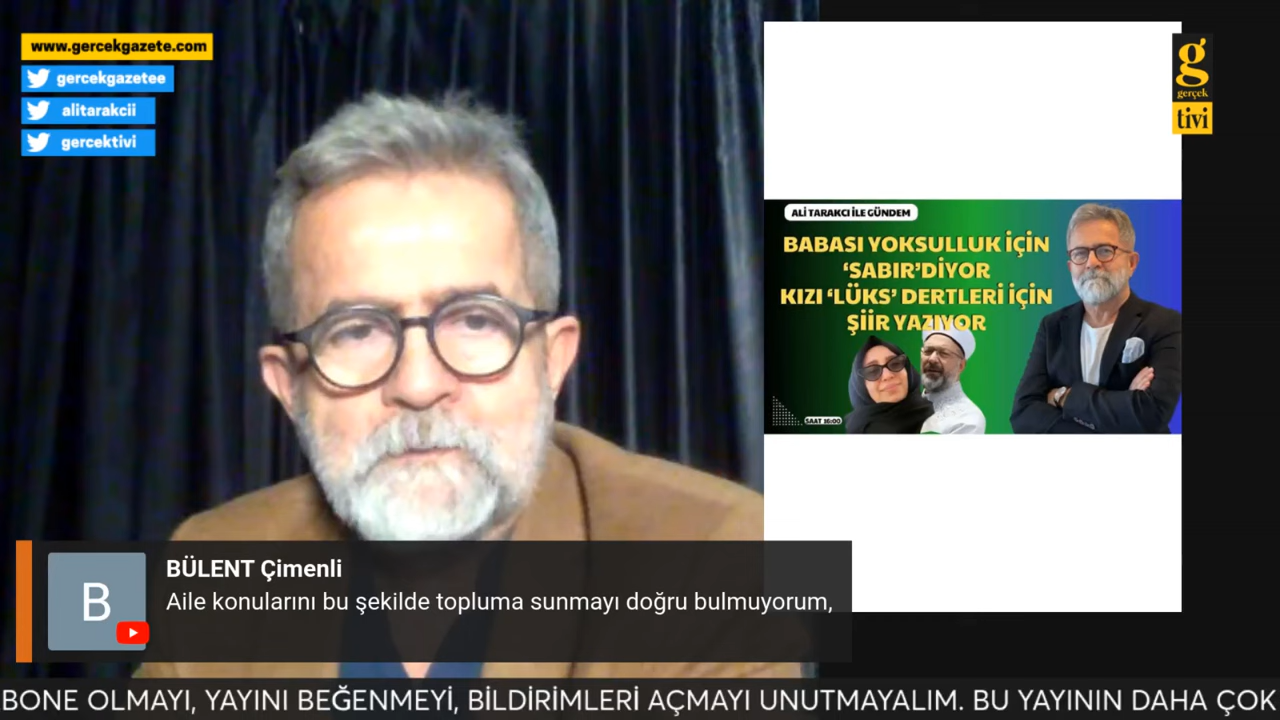 www.gercekgazete.com
gercekgazetee
alitarakcii
gercektivi
g
gerçek
tivi
ALİ TARAKCI İLE GÜNDEM
BABASI YOKSULLUK İÇİN
‘SABIR’DİYOR
KIZI ‘LÜKS’ DERTLERİ İÇİN
ŞİİR YAZIYOR
SAAT 16:00
B
BÜLENT Çimenli
Aile konularını bu şekilde topluma sunmayı doğru bulmuyorum,
BONE OLMAYI, YAYINI BEĞENMEYİ, BİLDİRİMLERİ AÇMAYI UNUTMAYALIM. BU YAYININ DAHA ÇOK